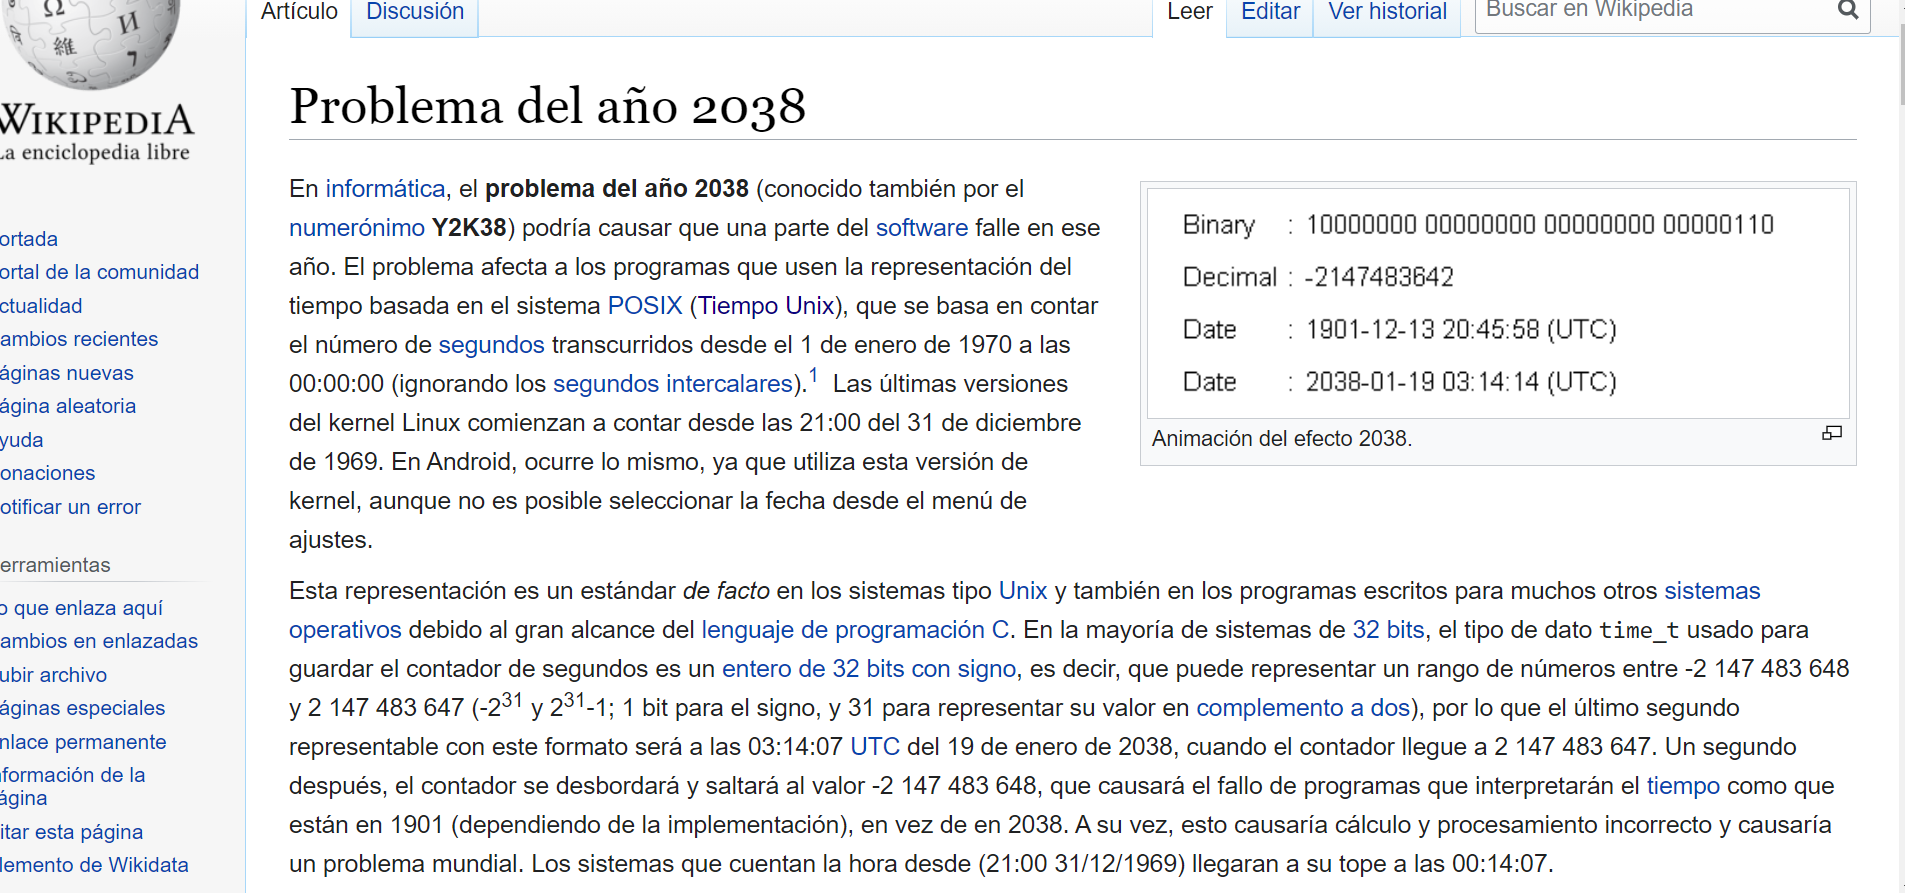 Artículo
Discusión
Leer
Editar
Ver historial
Buscar en Wikipedia
WIKIPEDIA
La enciclopedia libre
ortada
ortal de la comunidad
ctualidad
ambios recientes
áginas nuevas
ágina aleatoria
yuda
onaciones
otificar un error
erramientas
o que enlaza aquí
ambios en enlazadas
ubir archivo
áginas especiales
nlace permanente
nformación de la
ágina
itar esta página
lemento de Wikidata
Problema del año 2038
En informática, el problema del año 2038 (conocido también por el
numerónimo Y2K38) podría causar que una parte del software falle en ese
año. El problema afecta a los programas que usen la representación del
tiempo basada en el sistema POSIX (Tiempo Unix), que se basa en contar
el número de segundos transcurridos desde el 1 de enero de 1970 a las
00:00:00 (ignorando los segundos intercalares).1 Las últimas versiones
del kernel Linux comienzan a contar desde las 21:00 del 31 de diciembre
de 1969. En Android, ocurre lo mismo, ya que utiliza esta versión de
kernel, aunque no es posible seleccionar la fecha desde el menú de
ajustes.
Binary : 10000000 00000000 00000000 00000110
Decimal : -2147483642
Date : 1901-12-13 20:45:58 (UTC)
Date : 2038-01-19 03:14:14 (UTC)
Animación del efecto 2038.
Esta representación es un estándar de facto en los sistemas tipo Unix y también en los programas escritos para muchos otros sistemas
operativos debido al gran alcance del lenguaje de programación C. En la mayoría de sistemas de 32 bits, el tipo de dato time_t usado para
guardar el contador de segundos es un entero de 32 bits con signo, es decir, que puede representar un rango de números entre -2 147 483 648
y 2 147 483 647 (-2^31 y 2^31-1; 1 bit para el signo, y 31 para representar su valor en complemento a dos), por lo que el último segundo
representable con este formato será a las 03:14:07 UTC del 19 de enero de 2038, cuando el contador llegue a 2 147 483 647. Un segundo
después, el contador se desbordará y saltará al valor -2 147 483 648, que causará el fallo de programas que interpretarán el tiempo como que
están en 1901 (dependiendo de la implementación), en vez de en 2038. A su vez, esto causaría cálculo y procesamiento incorrecto y causaría
un problema mundial. Los sistemas que cuentan la hora desde (21:00 31/12/1969) llegaran a su tope a las 00:14:07.